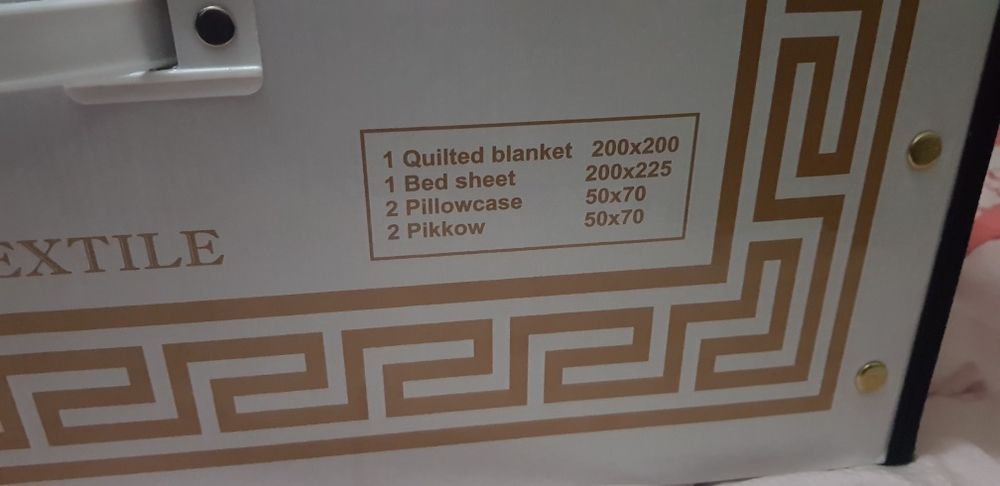 1 Quilted blanket 200x200
1 Bed sheet 200x225
2 Pillowcase 50x70
2 Pikkow 50x70
EXTILE